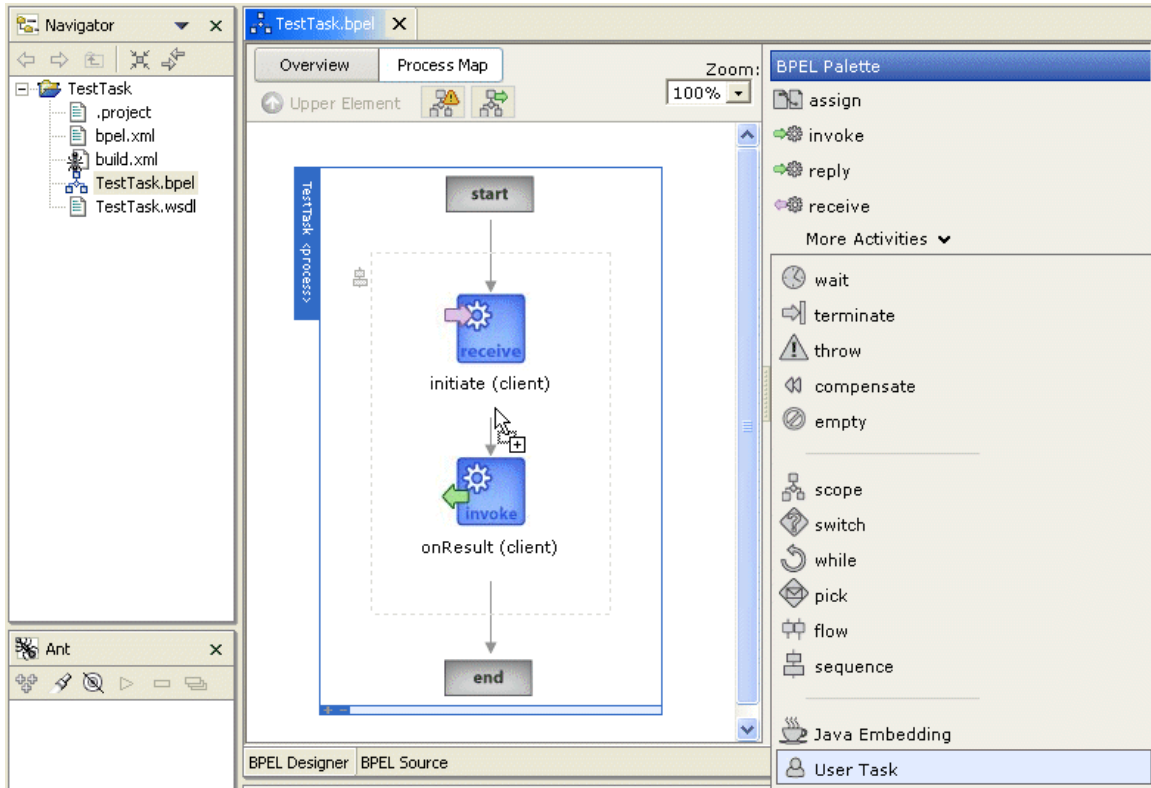 Navigator
TestTask
.project
bpel.xml
build.xml
TestTask.bpel
TestTask.wsdl
Ant
TestTask.bpel
Overview
Process Map
Zoom:
Upper Element
100%
TestTask <process>
start
receive
initiate (client)
invoke
onResult (client)
end
BPEL Designer
BPEL Source
BPEL Palette
assign
invoke
reply
receive
More Activities
wait
terminate
throw
compensate
empty
scope
switch
while
pick
flow
sequence
Java Embedding
User Task